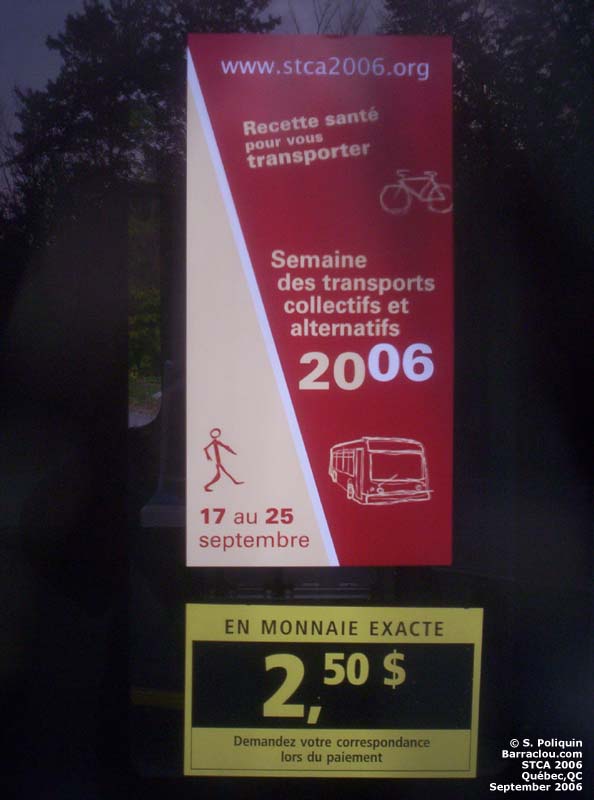 www.stca2006.org
Recette santé
pour vous
transporter
Semaine
des transports
collectifs et
alternatifs
2006
17 au 25
septembre
EN MONNAIE EXACTE
2,50 $
Demandez votre correspondance
lors du paiement
© S. Poliquin
Barraclou.com
STCA 2006
Québec,QC
September 2006